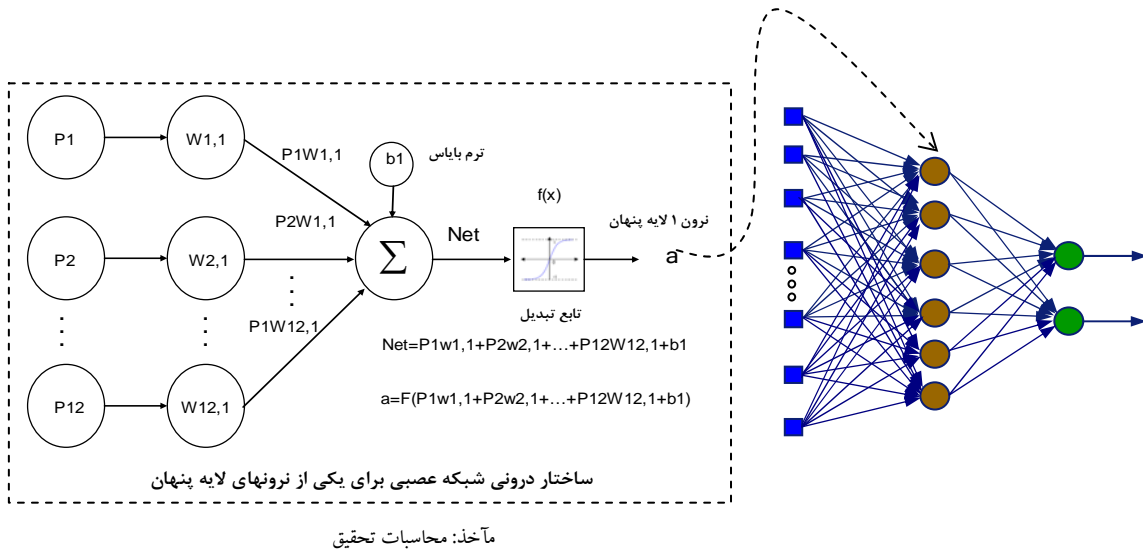 P1
W1,1
P1W1,1
b1
ترم بایاس
f(x)
نرون ۱ لایه پنهان
P2W1,1
P2
W2,1
Σ
Net
a
تابع تبدیل
P1W12,1
Net=P1w1,1+P2w2,1+…+P12W12,1+b1
P12
W12,1
a=F(P1w1,1+P2w2,1+…+P12W12,1+b1)
ساختار درونی شبکه عصبی برای یکی از نرونهای لایه پنهان
مآخذ: محاسبات تحقیق